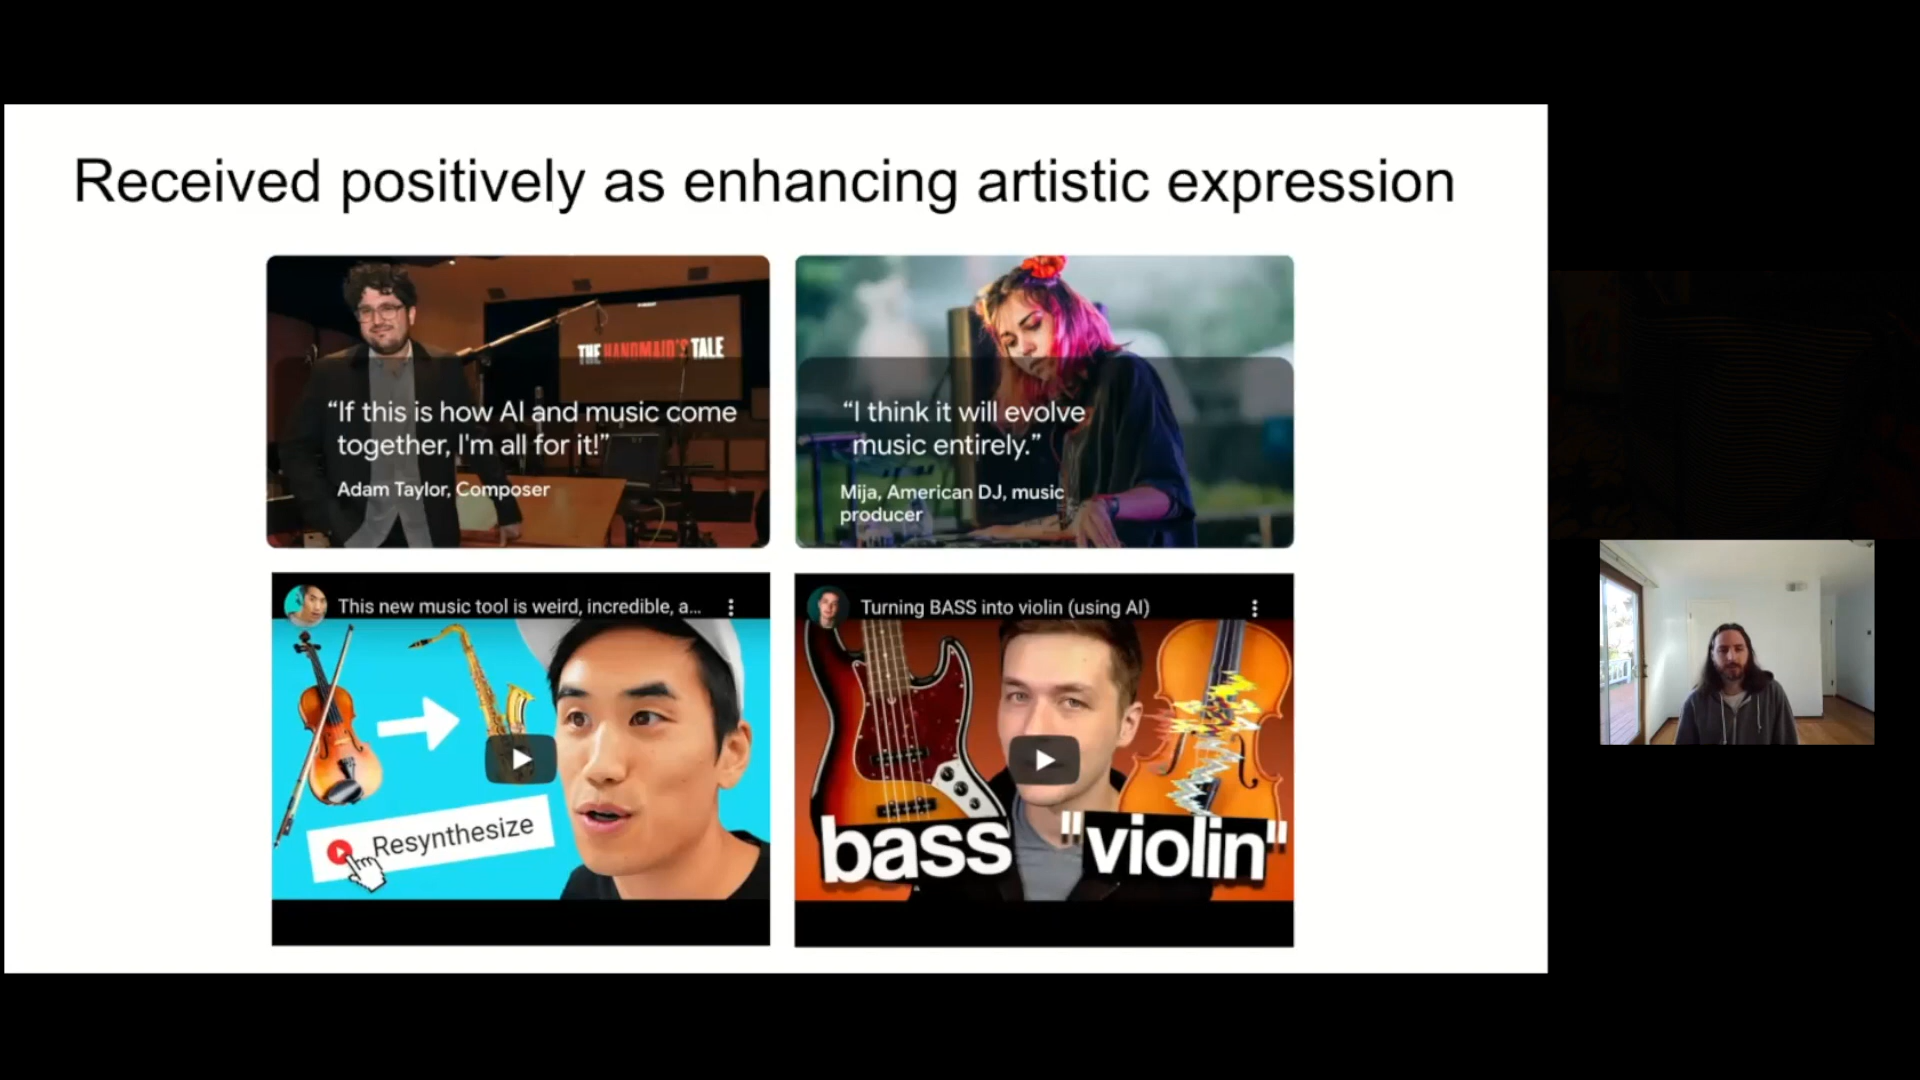 Received positively as enhancing artistic expression
THE HANDMAID'S TALE
“If this is how AI and music come
together, I'm all for it!”
Adam Taylor, Composer
“I think it will evolve
music entirely.”
Mija, American DJ, music
producer
This new music tool is weird, incredible, a...
Resynthesize
Turning BASS into violin (using AI)
bass
"violin"